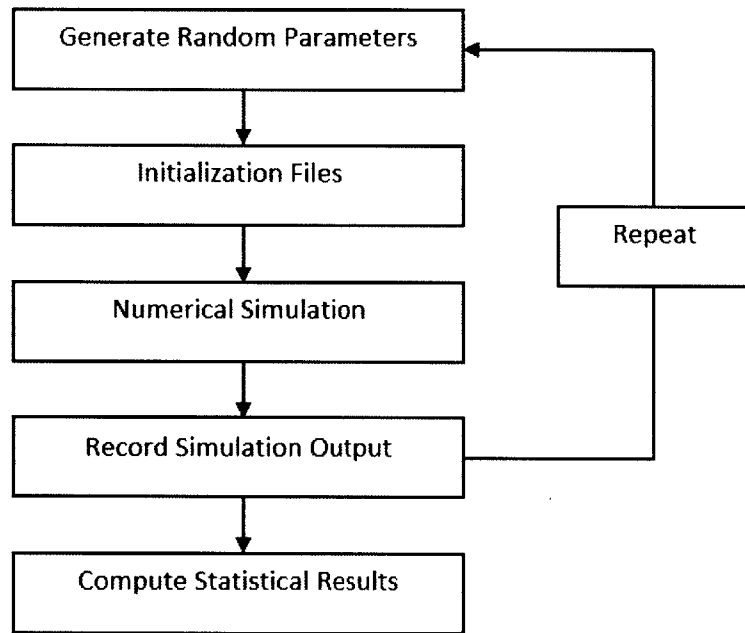 Generate Random Parameters
Initialization Files
Repeat
Numerical Simulation
Record Simulation Output
Compute Statistical Results